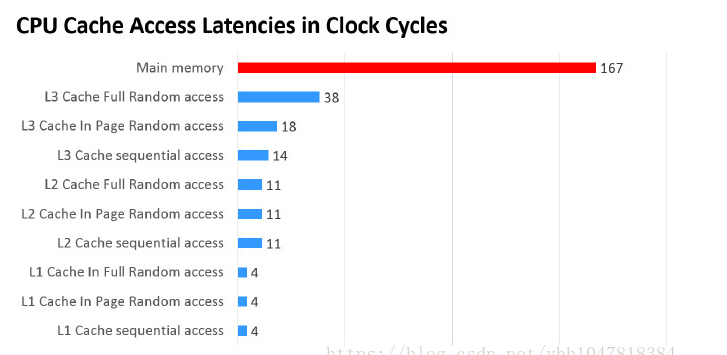 CPU Cache Access Latencies in Clock Cycles
Main memory 167
L3 Cache Full Random access 38
L3 Cache In Page Random access 18
L3 Cache sequential access 14
L2 Cache Full Random access 11
L2 Cache In Page Random access 11
L2 Cache sequential access 11
L1 Cache In Full Random access 4
L1 Cache In Page Random access 4
L1 Cache sequential access 4